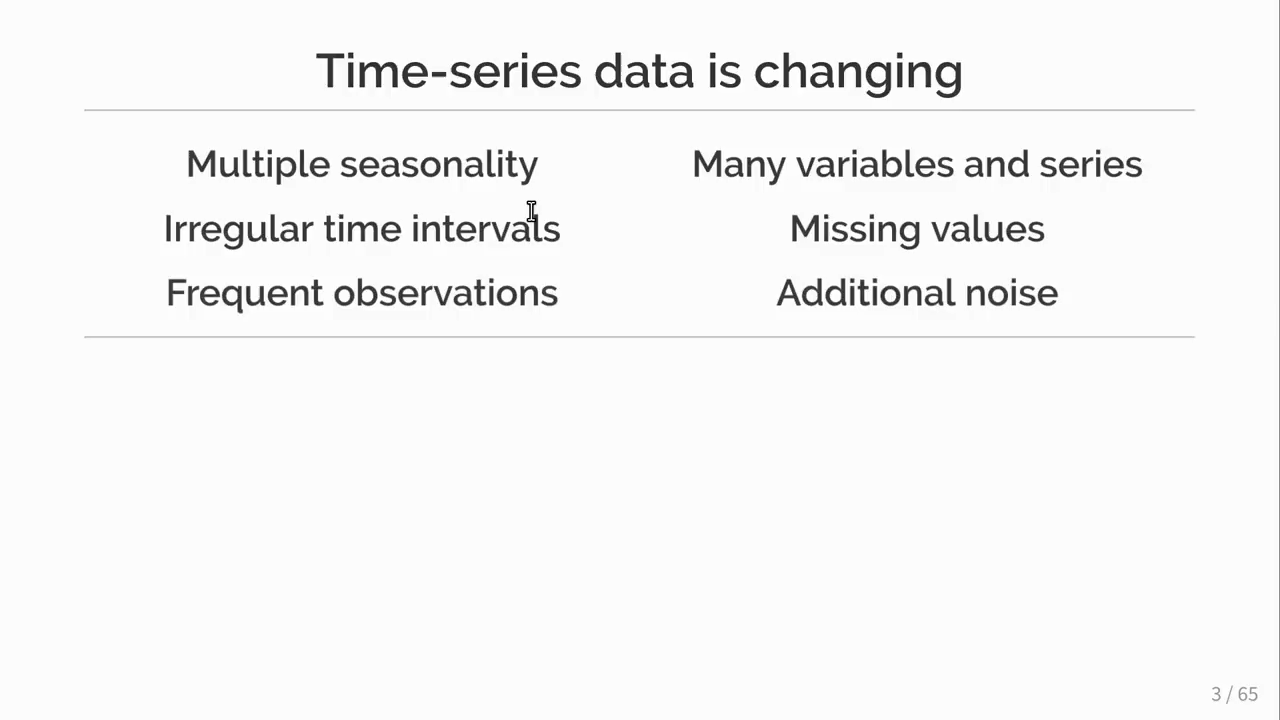 Time-series data is changing
Multiple seasonality
Many variables and series
Irregular time intervals
Missing values
Frequent observations
Additional noise
3 / 65